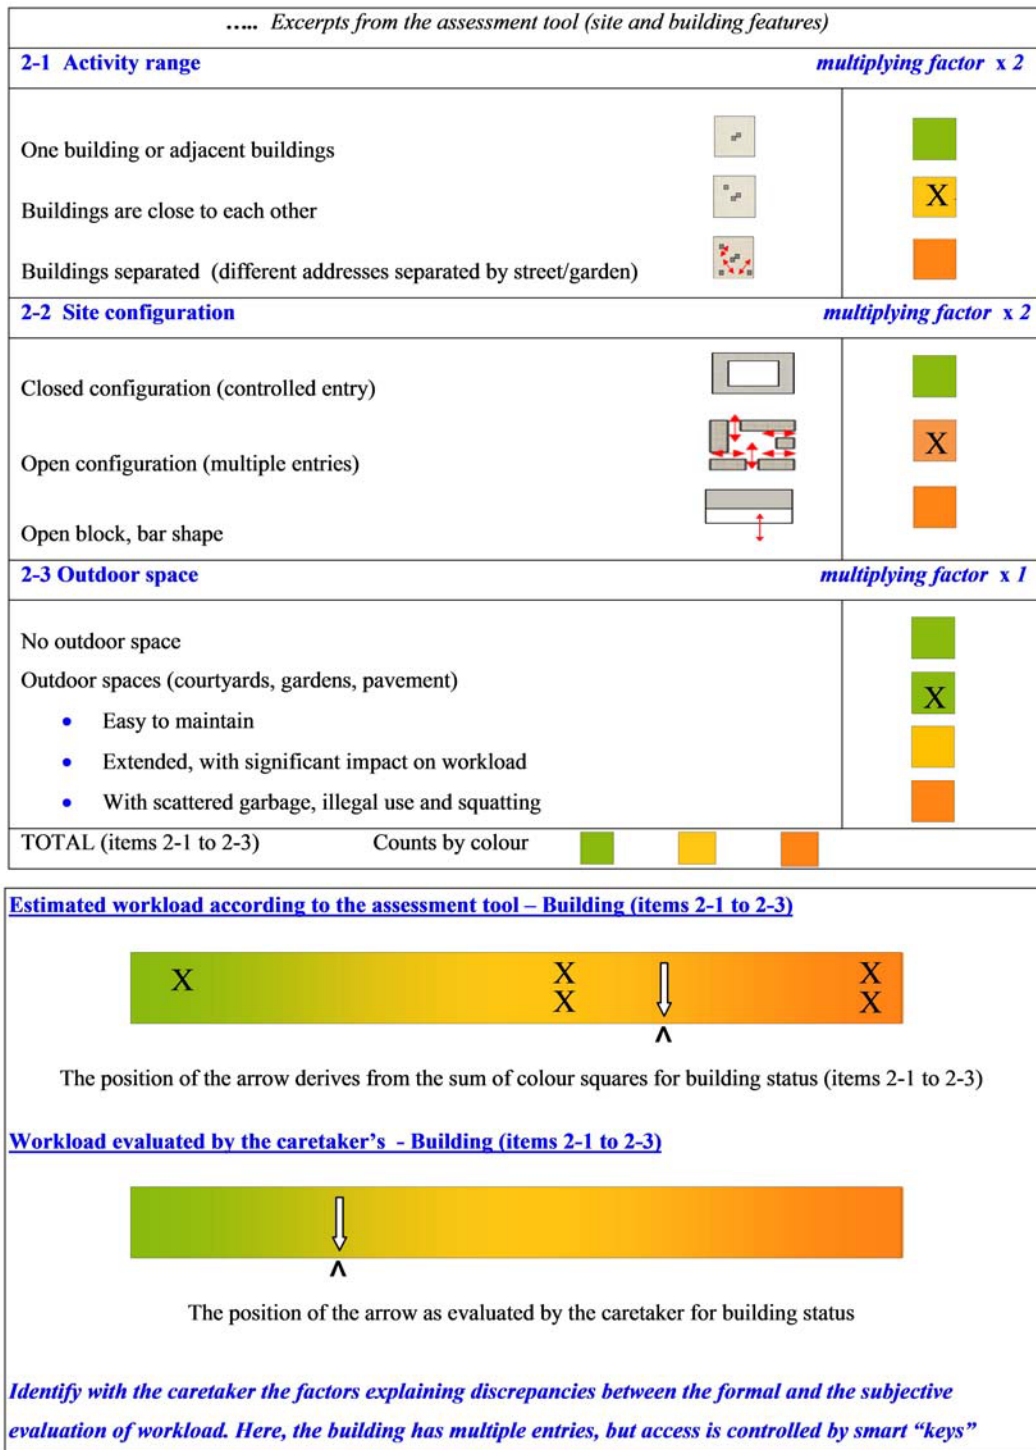 ..... Excerpts from the assessment tool (site and building features)
2-1 Activity range multiplying factor x 2
One building or adjacent buildings
Buildings are close to each other X
Buildings separated (different addresses separated by street/garden)
2-2 Site configuration multiplying factor x 2
Closed configuration (controlled entry)
Open configuration (multiple entries) X
Open block, bar shape
2-3 Outdoor space multiplying factor x 1
No outdoor space
Outdoor spaces (courtyards, gardens, pavement) X
• Easy to maintain
• Extended, with significant impact on workload
• With scattered garbage, illegal use and squatting
TOTAL (items 2-1 to 2-3) Counts by colour
Estimated workload according to the assessment tool – Building (items 2-1 to 2-3)
X X X
X X
^
The position of the arrow derives from the sum of colour squares for building status (items 2-1 to 2-3)
Workload evaluated by the caretaker's - Building (items 2-1 to 2-3)
^
The position of the arrow as evaluated by the caretaker for building status
Identify with the caretaker the factors explaining discrepancies between the formal and the subjective
evaluation of workload. Here, the building has multiple entries, but access is controlled by smart “keys”